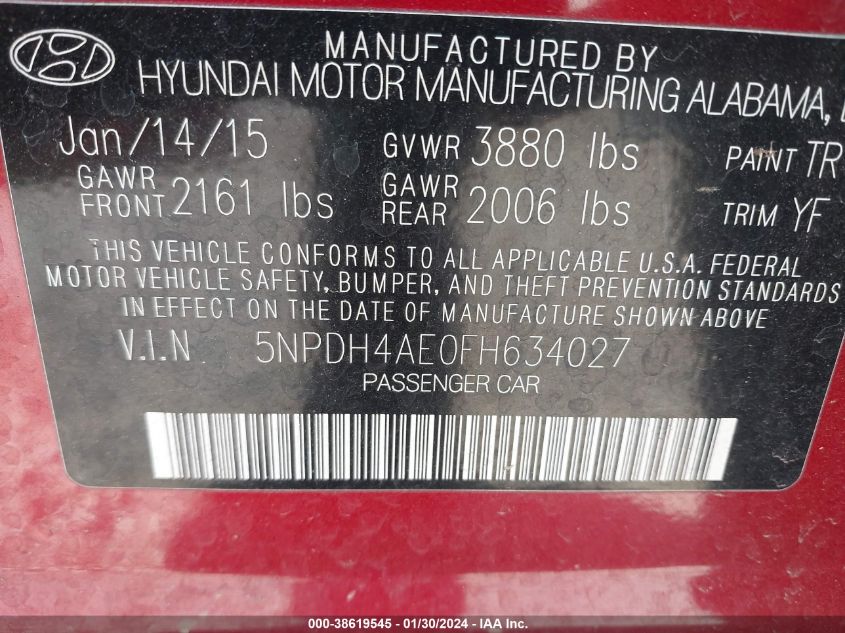 MANUFACTURED BY
HYUNDAI MOTOR MANUFACTURING ALABAMA,
Jan/14/15 GVWR 3880 lbs PAINT TR
GAWR FRONT 2161 lbs GAWR REAR 2006 lbs TRIM YF
THIS VEHICLE CONFORMS TO ALL APPLICABLE U.S.A. FEDERAL
MOTOR VEHICLE SAFETY, BUMPER, AND THEFT PREVENTION STANDARDS
IN EFFECT ON THE DATE OF MANUFACTURE SHOWN ABOVE
V.I.N 5NPDH4AE0FH634027
PASSENGER CAR
000-38619545 - 01/30/2024 - IAA Inc.